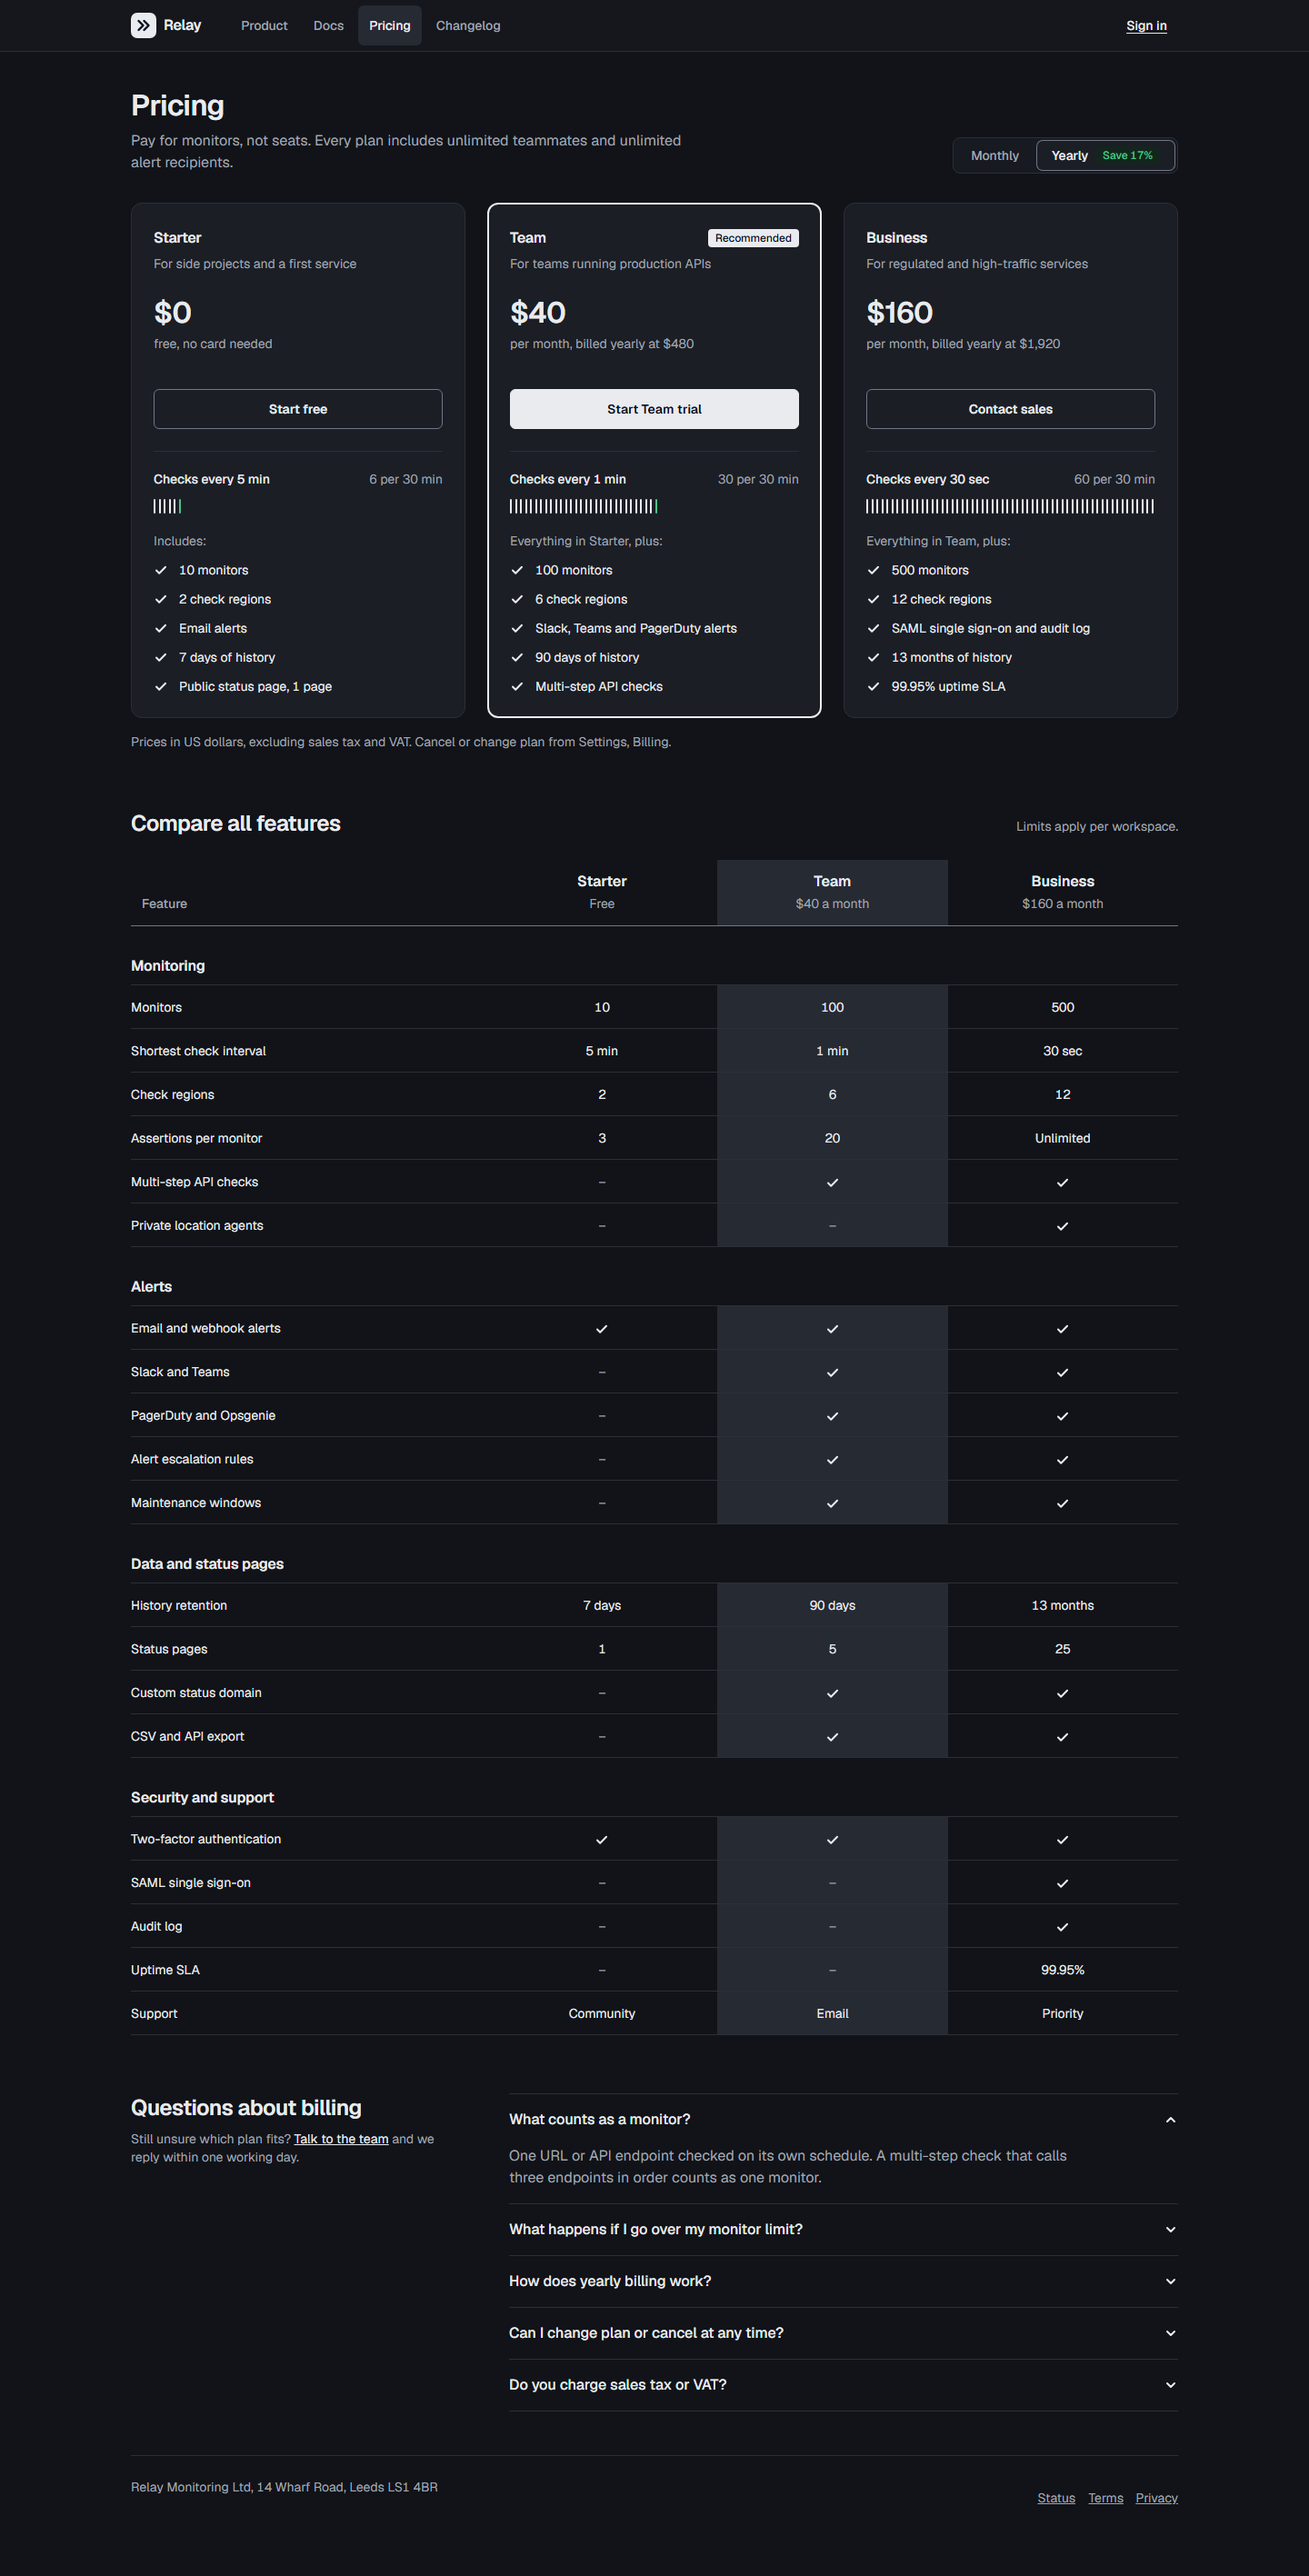 Relay
Product
Docs
Pricing
Changelog
Sign in
Pricing
Pay for monitors, not seats. Every plan includes unlimited teammates and unlimited
alert recipients.
Monthly
Yearly
Save 17%
Starter
For side projects and a first service
$0
free, no card needed
Start free
Checks every 5 min
6 per 30 min
Includes:
10 monitors
2 check regions
Email alerts
7 days of history
Public status page, 1 page
Team
Recommended
For teams running production APIs
$40
per month, billed yearly at $480
Start Team trial
Checks every 1 min
30 per 30 min
Everything in Starter, plus:
100 monitors
6 check regions
Slack, Teams and PagerDuty alerts
90 days of history
Multi-step API checks
Business
For regulated and high-traffic services
$160
per month, billed yearly at $1,920
Contact sales
Checks every 30 sec
60 per 30 min
Everything in Team, plus:
500 monitors
12 check regions
SAML single sign-on and audit log
13 months of history
99.95% uptime SLA
Prices in US dollars, excluding sales tax and VAT. Cancel or change plan from Settings, Billing.
Compare all features
Limits apply per workspace.
Feature
Starter
Free
Team
$40 a month
Business
$160 a month
Monitoring
Monitors 10 100 500
Shortest check interval 5 min 1 min 30 sec
Check regions 2 6 12
Assertions per monitor 3 20 Unlimited
Multi-step API checks – ✓ ✓
Private location agents – – ✓
Alerts
Email and webhook alerts ✓ ✓ ✓
Slack and Teams – ✓ ✓
PagerDuty and Opsgenie – ✓ ✓
Alert escalation rules – ✓ ✓
Maintenance windows – ✓ ✓
Data and status pages
History retention 7 days 90 days 13 months
Status pages 1 5 25
Custom status domain – ✓ ✓
CSV and API export – ✓ ✓
Security and support
Two-factor authentication ✓ ✓ ✓
SAML single sign-on – – ✓
Audit log – – ✓
Uptime SLA – – 99.95%
Support Community Email Priority
Questions about billing
Still unsure which plan fits? Talk to the team and we
reply within one working day.
What counts as a monitor?
One URL or API endpoint checked on its own schedule. A multi-step check that calls
three endpoints in order counts as one monitor.
What happens if I go over my monitor limit?
How does yearly billing work?
Can I change plan or cancel at any time?
Do you charge sales tax or VAT?
Relay Monitoring Ltd, 14 Wharf Road, Leeds LS1 4BR
Status
Terms
Privacy